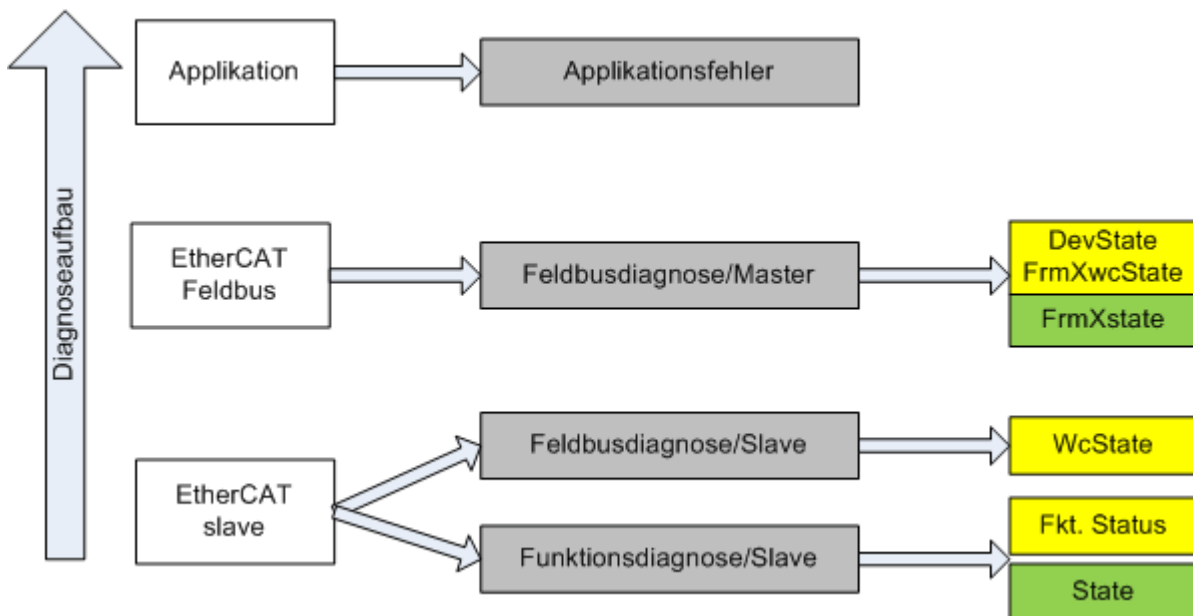 Diagnoseaufbau
Applikation
Applikationsfehler
EtherCAT
Feldbus
Feldbusdiagnose/Master
DevState
FrmXwcState
FrmXstate
EtherCAT
slave
Feldbusdiagnose/Slave
WcState
Funktionsdiagnose/Slave
Fkt. Status
State